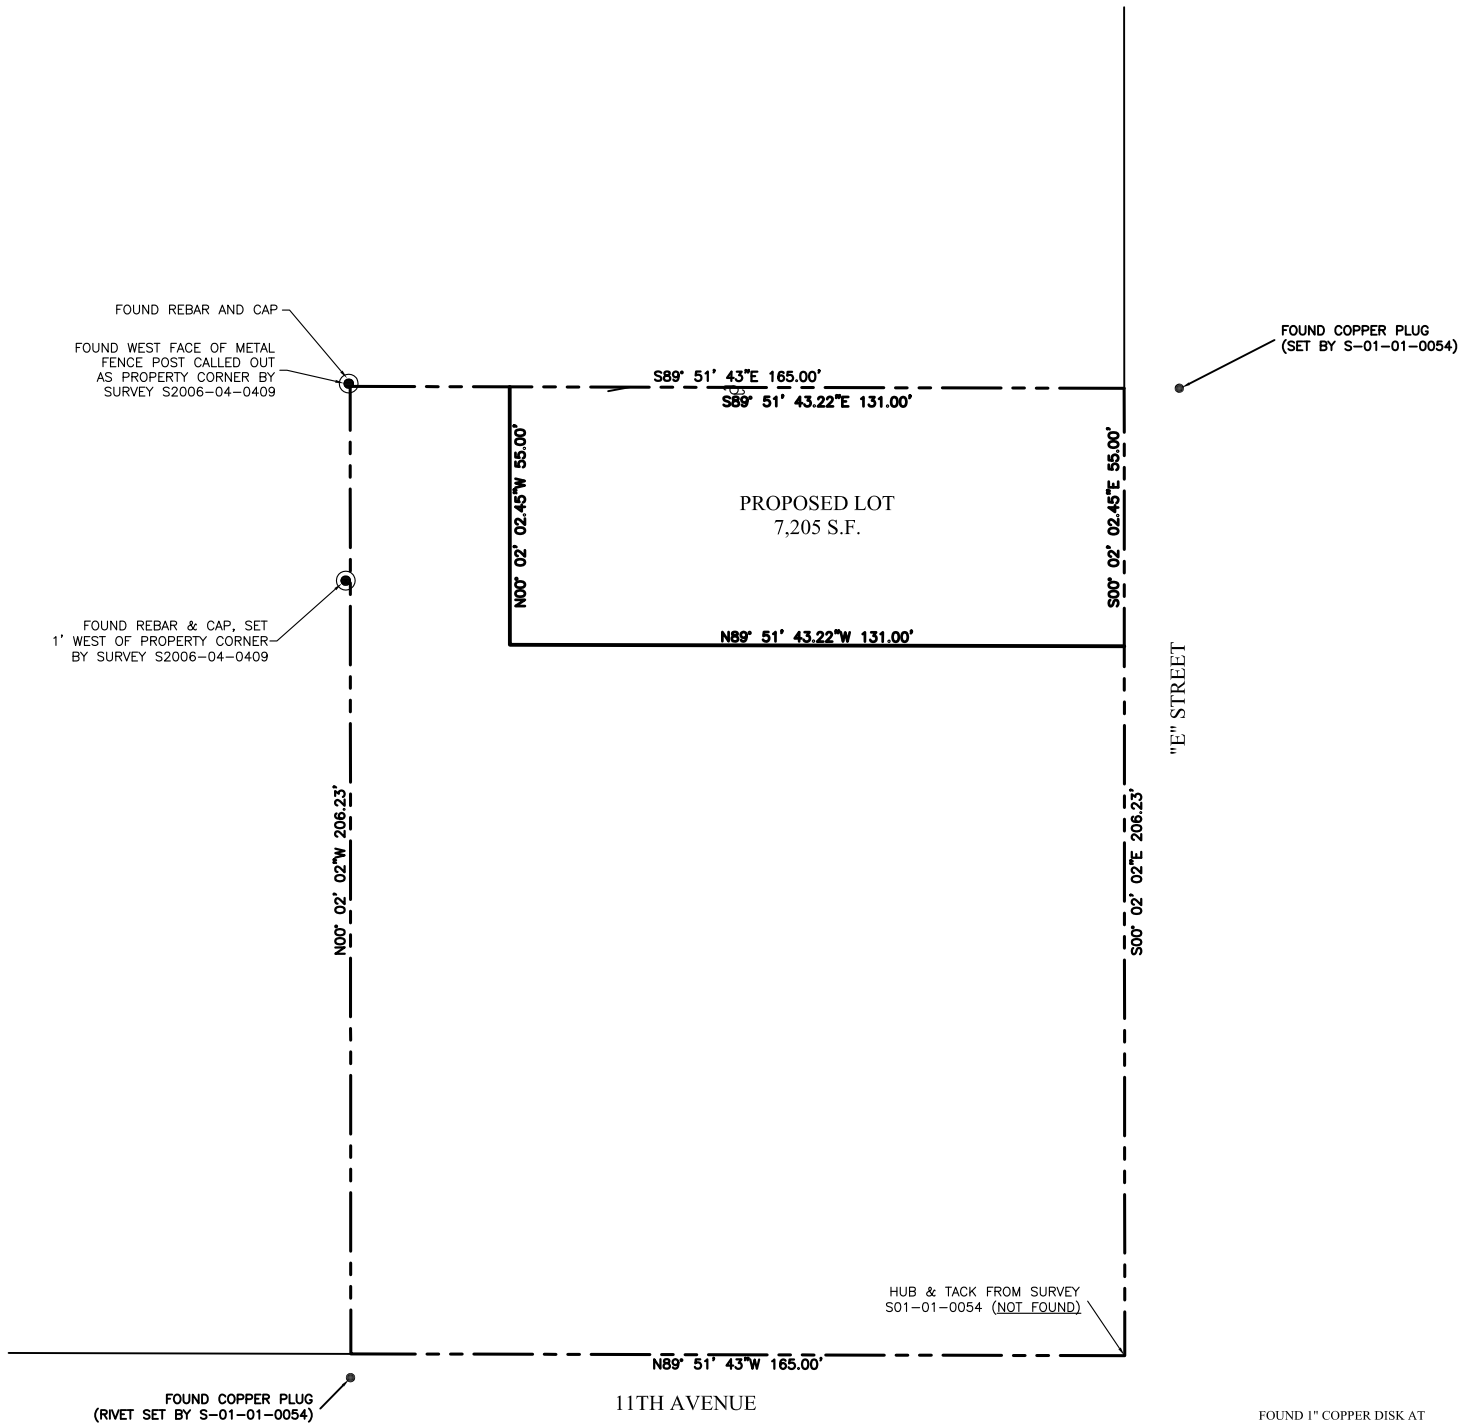 FOUND REBAR AND CAP
FOUND WEST FACE OF METAL
FENCE POST CALLED OUT
AS PROPERTY CORNER BY
SURVEY S2006-04-0409
FOUND COPPER PLUG
(SET BY S-01-01-0054)
S89° 51' 43"E 165.00'
S89° 51' 43.22"E 131.00'
N00° 02' 02.45"W 55.00'
S00° 02' 02.45"E 55.00'
PROPOSED LOT
7,205 S.F.
N89° 51' 43.22"W 131.00'
FOUND REBAR & CAP, SET
1' WEST OF PROPERTY CORNER
BY SURVEY S2006-04-0409
"E" STREET
N00° 02' 02"W 206.23'
S00° 02' 02"E 206.23'
HUB & TACK FROM SURVEY
S01-01-0054 (NOT FOUND)
N89° 51' 43"W 165.00'
11TH AVENUE
FOUND COPPER PLUG
(RIVET SET BY S-01-01-0054)
FOUND 1" COPPER DISK AT